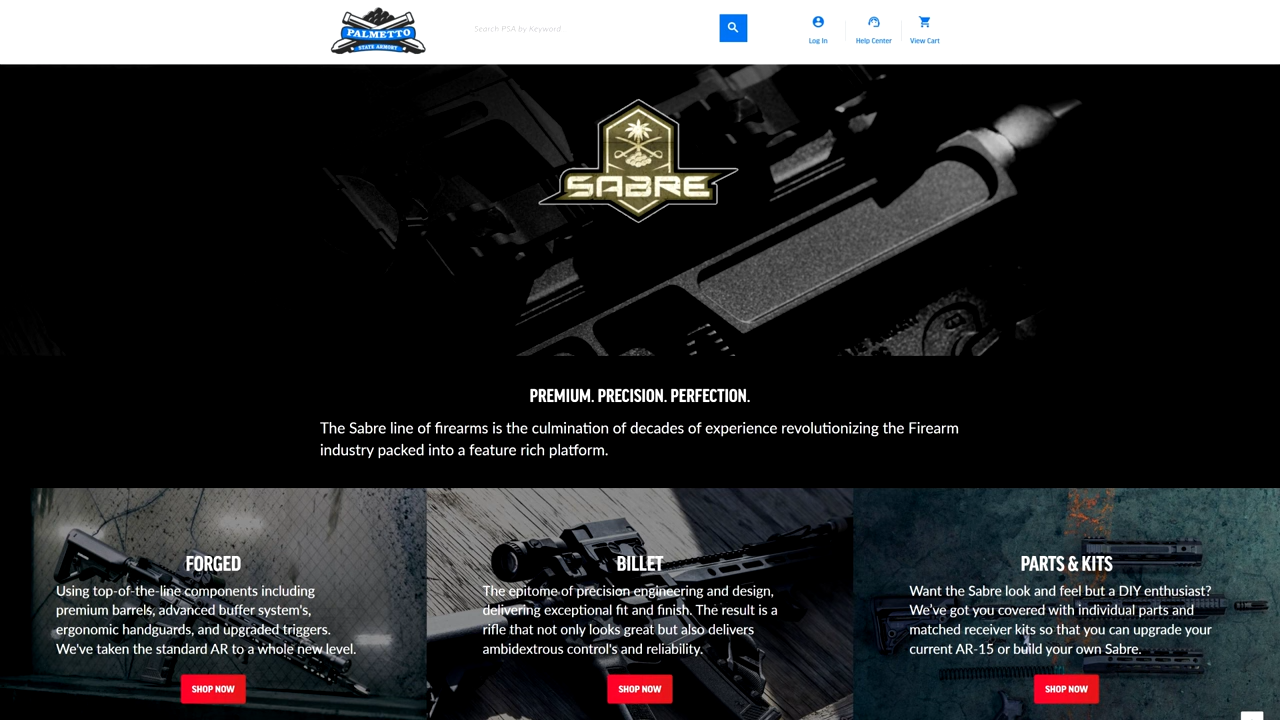 PALMETTO
STATE ARMORY
Search PSA by Keyword
Log In
Help Center
View Cart
SABRE
PREMIUM. PRECISION. PERFECTION.
The Sabre line of firearms is the culmination of decades of experience revolutionizing the Firearm
industry packed into a feature rich platform.
FORGED
Using top-of-the-line components including
premium barrels, advanced buffer system's,
ergonomic handguards, and upgraded triggers.
We've taken the standard AR to a whole new level.
SHOP NOW
BILLET
The epitome of precision engineering and design,
delivering exceptional fit and finish. The result is a
rifle that not only looks great but also delivers
ambidextrous control's and reliability.
SHOP NOW
PARTS & KITS
Want the Sabre look and feel but a DIY enthusiast?
We've got you covered with individual parts and
matched receiver kits so that you can upgrade your
current AR-15 or build your own Sabre.
SHOP NOW